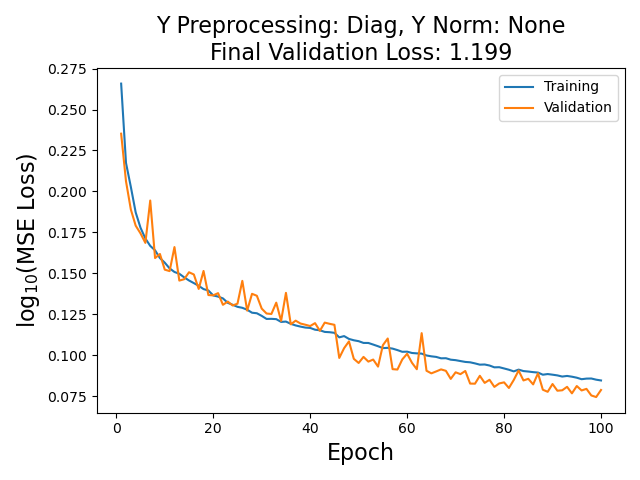 Y Preprocessing: Diag, Y Norm: None
Final Validation Loss: 1.199
0.275
0.250
0.225
0.200
0.175
0.150
0.125
0.100
0.075
log₁₀(MSE Loss)
Training
Validation
0
20
40
60
80
100
Epoch